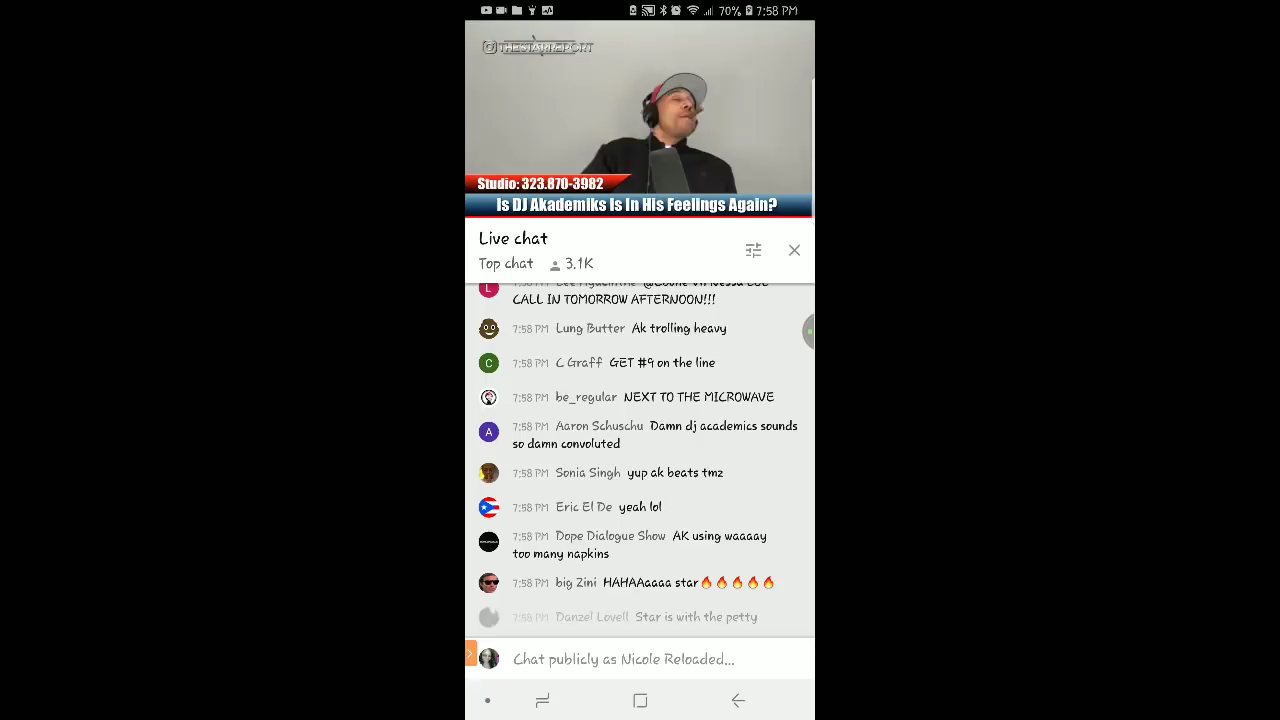 70% 7:58 PM
THESTARREPORT
Studio: 323.870-3982
Is DJ Akademiks Is In His Feelings Again?
Live chat
Top chat 3.1K
L
CALL IN TOMORROW AFTERNOON!!!
7:58 PM Lung Butter Ak trolling heavy
C 7:58 PM C Graff GET #9 on the line
7:58 PM be_regular NEXT TO THE MICROWAVE
A 7:58 PM Aaron Schuschu Damn dj academics sounds
so damn convoluted
7:58 PM Sonia Singh yup ak beats tmz
7:58 PM Eric El De yeah lol
7:58 PM Dope Dialogue Show AK using waaaay
too many napkins
7:58 PM big Zini HAHAAaaaa star🔥🔥🔥🔥🔥
7:58 PM Danzel Lovell Star is with the petty
Chat publicly as Nicole Reloaded...